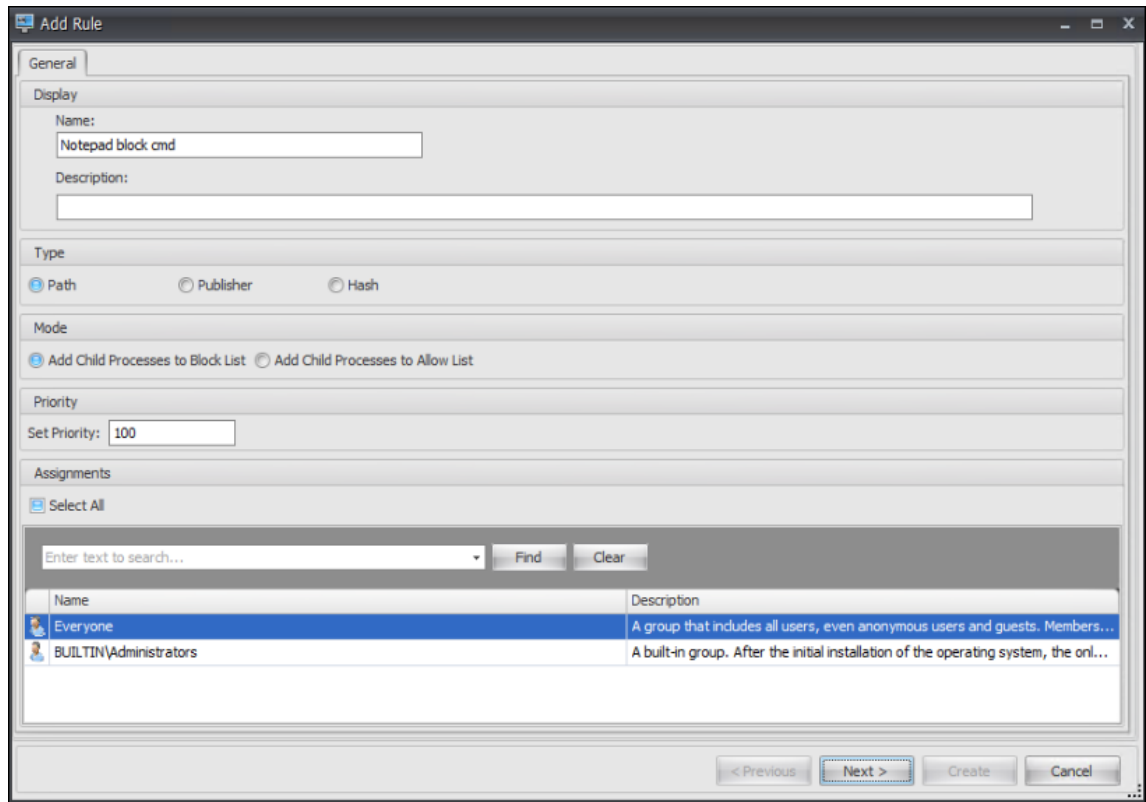 Add Rule
General
Display
Name:
Notepad block cmd
Description:
Type
Path Publisher Hash
Mode
Add Child Processes to Block List Add Child Processes to Allow List
Priority
Set Priority: 100
Assignments
Select All
Enter text to search... Find Clear
Name Description
Everyone A group that includes all users, even anonymous users and guests. Members...
BUILTIN\Administrators A built-in group. After the initial installation of the operating system, the onl...
< Previous Next > Create Cancel